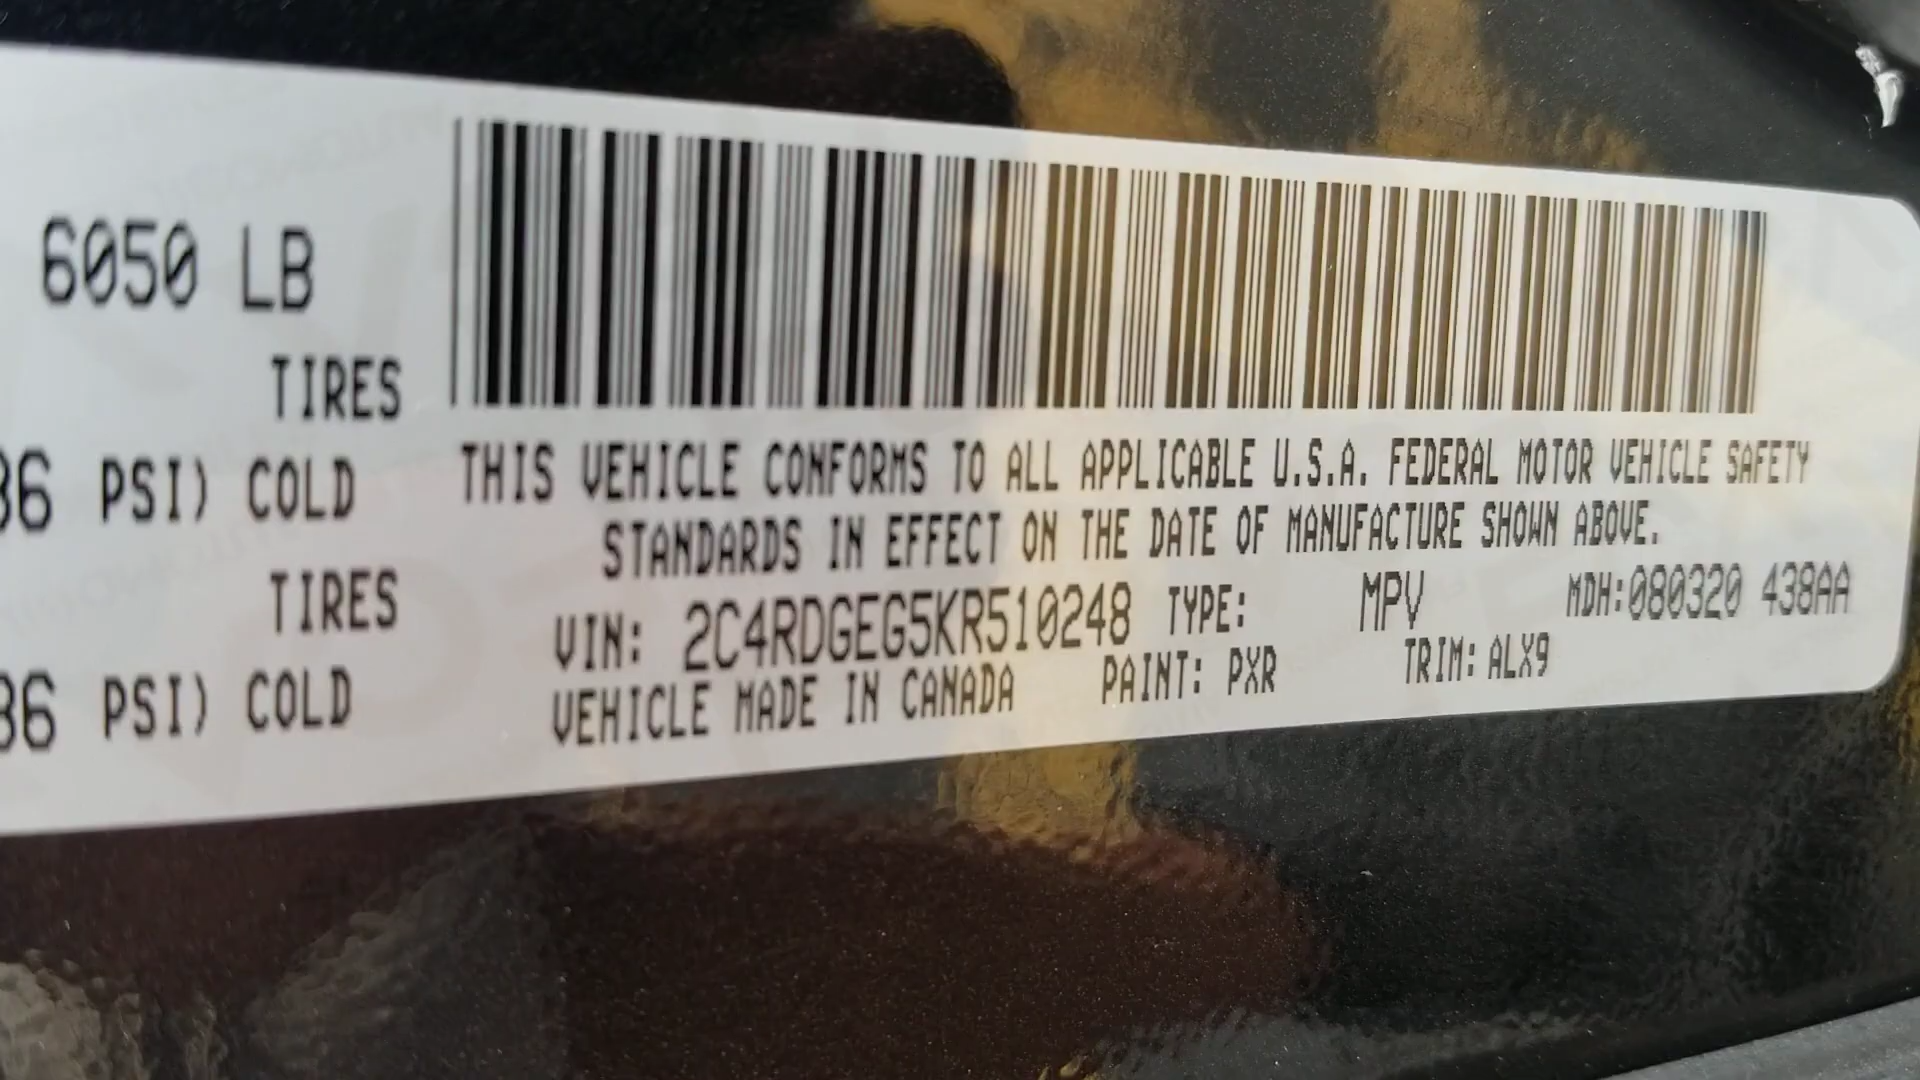 6050 LB
TIRES
36 PSI) COLD
TIRES
36 PSI) COLD
THIS VEHICLE CONFORMS TO ALL APPLICABLE U.S.A. FEDERAL MOTOR VEHICLE SAFETY
STANDARDS IN EFFECT ON THE DATE OF MANUFACTURE SHOWN ABOVE.
VIN: 2C4RDGEG5KR510248 TYPE: MPV MDH:080320 438AA
VEHICLE MADE IN CANADA PAINT: PXR TRIM: ALX9